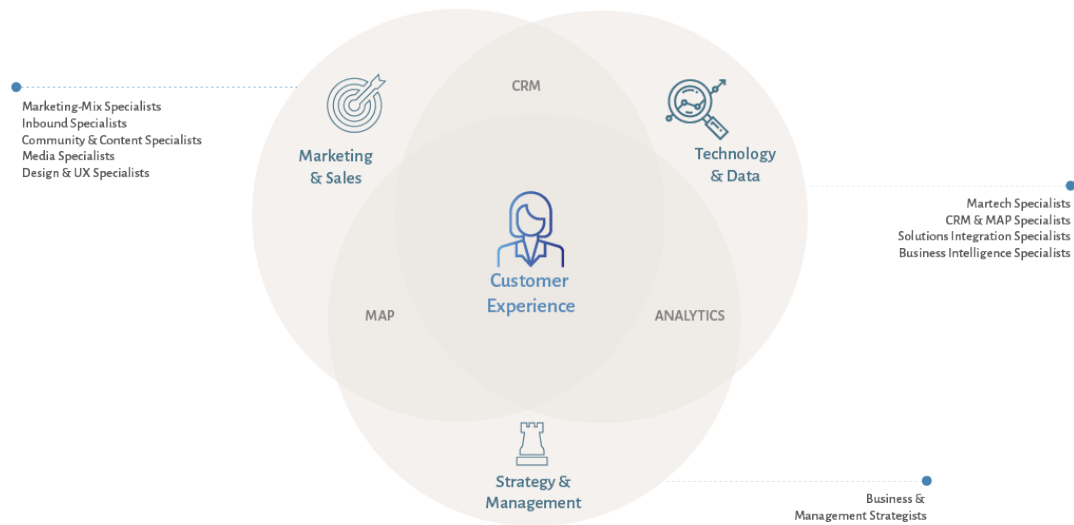 CRM
Marketing-Mix Specialists
Inbound Specialists
Community & Content Specialists
Media Specialists
Design & UX Specialists
Marketing
& Sales
Technology
& Data
Martech Specialists
CRM & MAP Specialists
Solutions Integration Specialists
Business Intelligence Specialists
Customer
Experience
MAP
ANALYTICS
Strategy &
Management
Business &
Management Strategists